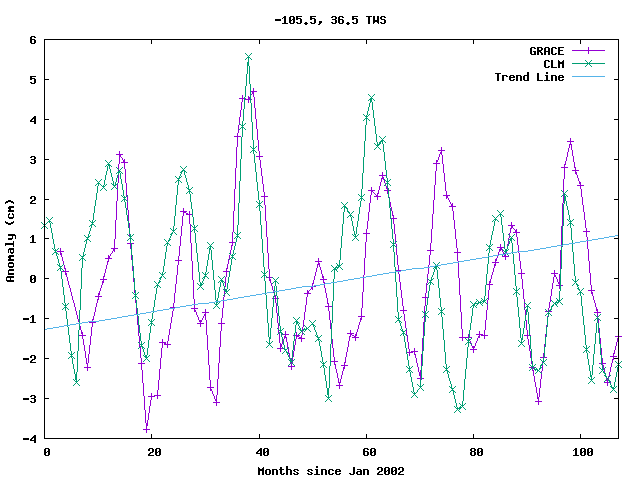 -105.5, 36.5 TWS
GRACE
CLM
Trend Line
6
5
4
3
2
1
0
-1
-2
-3
-4
Anomaly (cm)
0 20 40 60 80 100
Months since Jan 2002